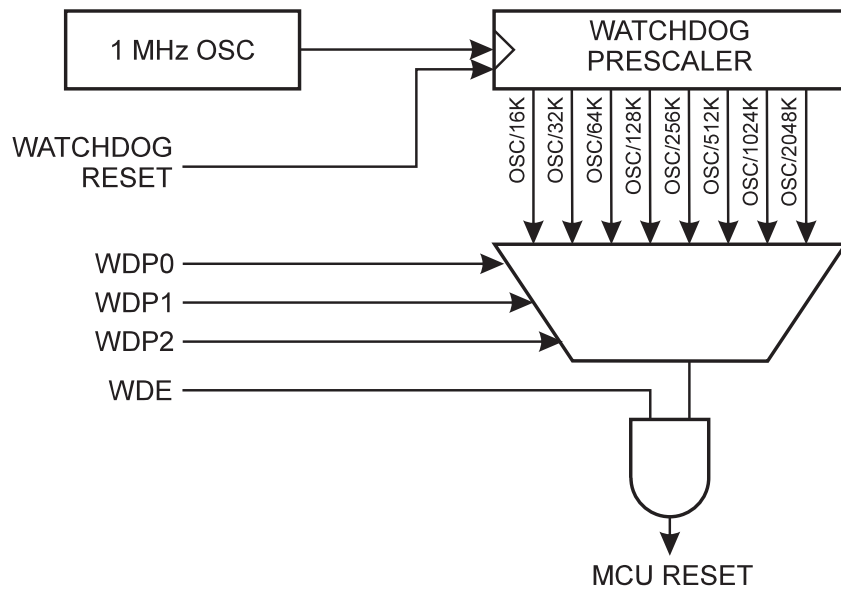 1 MHz OSC
WATCHDOG
PRESCALER
WATCHDOG
RESET
OSC/16K
OSC/32K
OSC/64K
OSC/128K
OSC/256K
OSC/512K
OSC/1024K
OSC/2048K
WDP0
WDP1
WDP2
WDE
MCU RESET